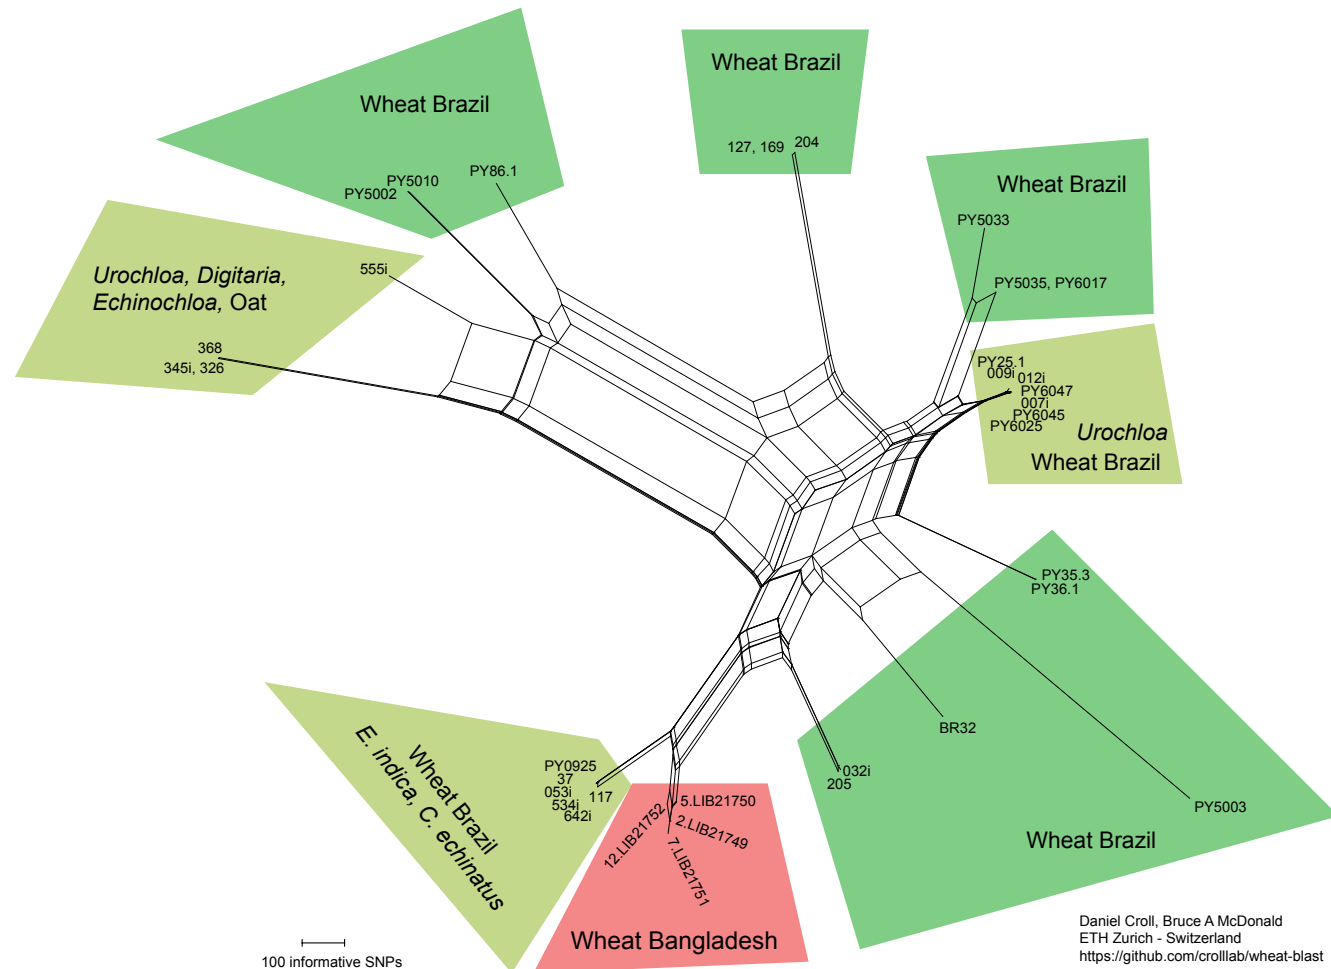 Wheat Brazil
Wheat Brazil
127, 169
204
PY86.1
PY5010
PY5002
Wheat Brazil
PY5033
PY5035, PY6017
Urochloa, Digitaria,
Echinochloa, Oat
555i
368
345i, 326
PY25.1
009i
012i
PY6047
007i
PY6045
PY6025
Urochloa
Wheat Brazil
PY35.3
PY36.1
BR32
032i
205
PY5003
Wheat Brazil
Wheat Brazil
E. indica, C. echinatus
PY0925
37
053i
534i
642i
117
5.LIB21750
2.LIB21749
12.LIB21752
7.LIB21751
Wheat Bangladesh
100 informative SNPs
Daniel Croll, Bruce A McDonald
ETH Zurich - Switzerland
https://github.com/crolllab/wheat-blast